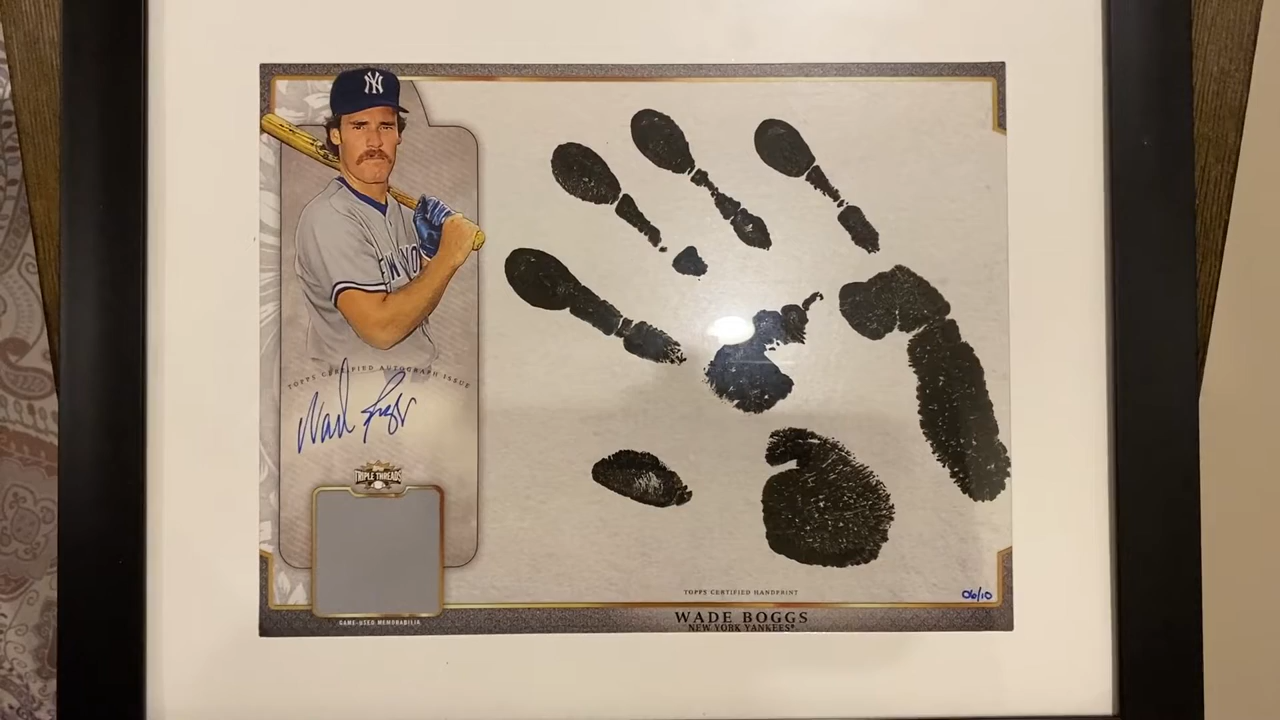 NY
NEW YO
TOPPS CERTIFIED AUTOGRAPH ISSUE
Wade Boggs
TRIPLE THREADS
GAME-USED MEMORABILIA
TOPPS CERTIFIED HANDPRINT
06/10
WADE BOGGS
NEW YORK YANKEES®